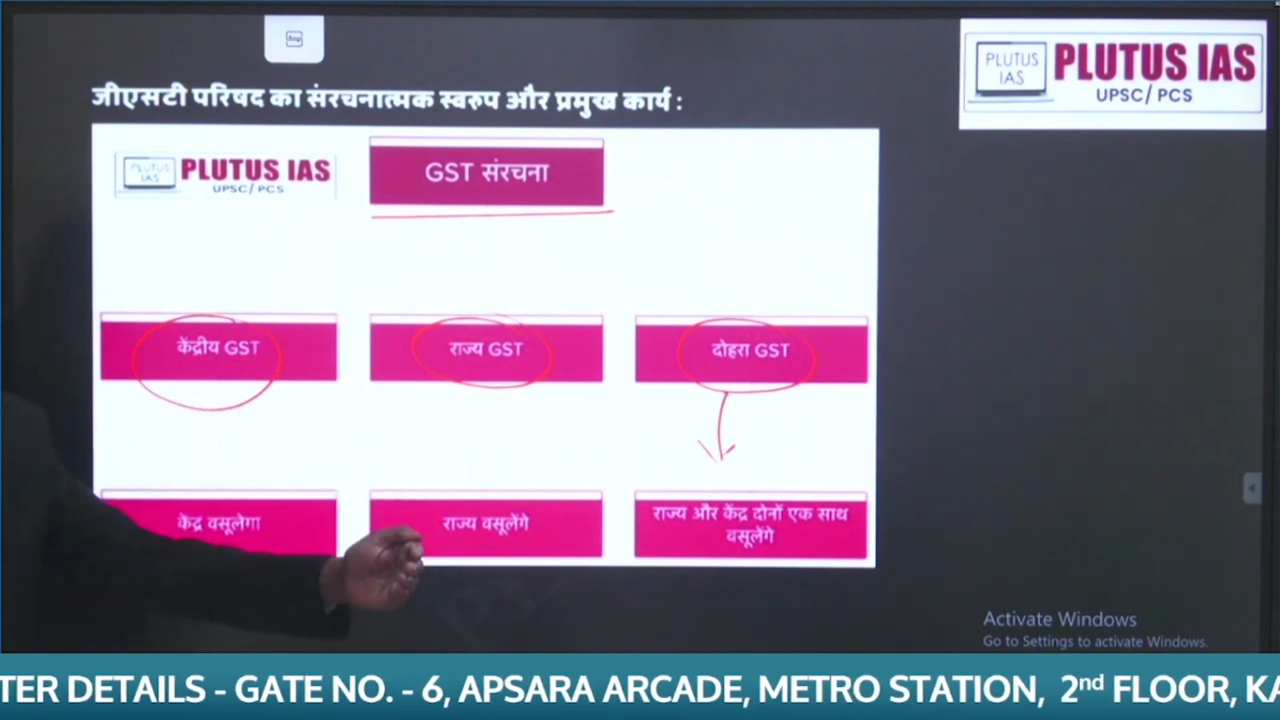 PLUTUS
IAS
PLUTUS IAS
UPSC/ PCS
जीएसटी परिषद का संरचनात्मक स्वरुप और प्रमुख कार्य :
PLUTUS
IAS
PLUTUS IAS
UPSC/ PCS
GST संरचना
केंद्रीय GST
राज्य GST
दोहरा GST
केंद्र वसूलेगा
राज्य वसूलेंगे
राज्य और केंद्र दोनों एक साथ
वसूलेंगे
Activate Windows
Go to Settings to activate Windows.
TER DETAILS - GATE NO. - 6, APSARA ARCADE, METRO STATION, 2nd FLOOR, KA